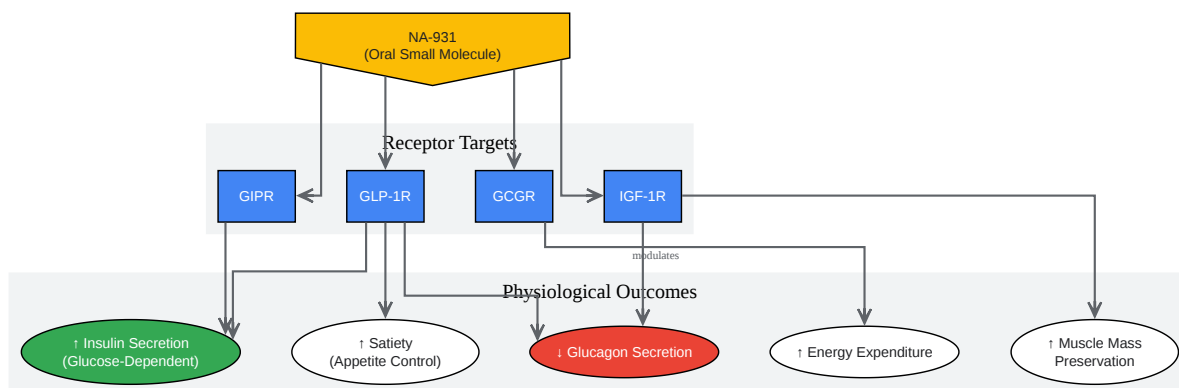 NA-931
(Oral Small Molecule)
Receptor Targets
GIPR
GLP-1R
GCGR
IGF-1R
modulates
Physiological Outcomes
↑ Insulin Secretion
(Glucose-Dependent)
↑ Satiety
(Appetite Control)
↓ Glucagon Secretion
↑ Energy Expenditure
↑ Muscle Mass
Preservation